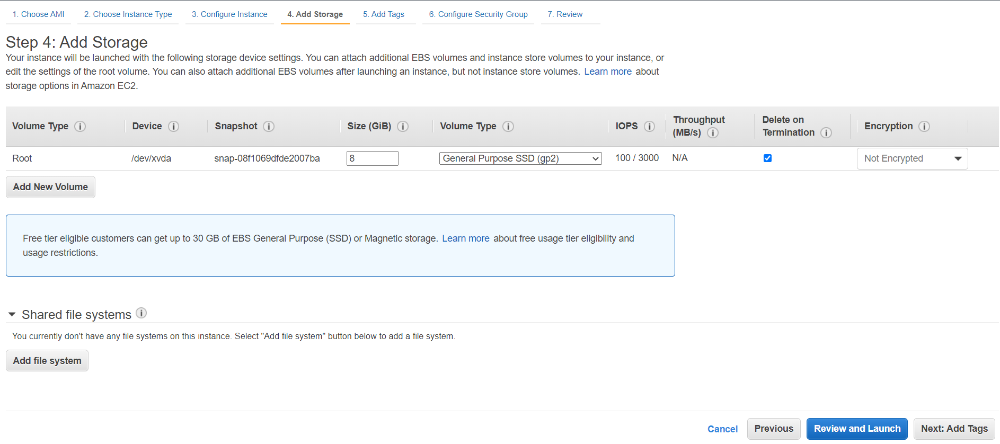 1. Choose AMI 2. Choose Instance Type 3. Configure Instance 4. Add Storage 5. Add Tags 6. Configure Security Group 7. Review
Step 4: Add Storage
Your instance will be launched with the following storage device settings. You can attach additional EBS volumes and instance store volumes to your instance, or
edit the settings of the root volume. You can also attach additional EBS volumes after launching an instance, but not instance store volumes. Learn more about
storage options in Amazon EC2.
Volume Type i Device i Snapshot i Size (GiB) i Volume Type i IOPS i Throughput (MB/s) i Delete on Termination i Encryption i
Root /dev/xvda snap-08f1069dfde2007ba 8 General Purpose SSD (gp2) 100 / 3000 N/A Not Encrypted
Add New Volume
Free tier eligible customers can get up to 30 GB of EBS General Purpose (SSD) or Magnetic storage. Learn more about free usage tier eligibility and
usage restrictions.
Shared file systems i
You currently don't have any file systems on this instance. Select "Add file system" button below to add a file system.
Add file system
Cancel Previous Review and Launch Next: Add Tags